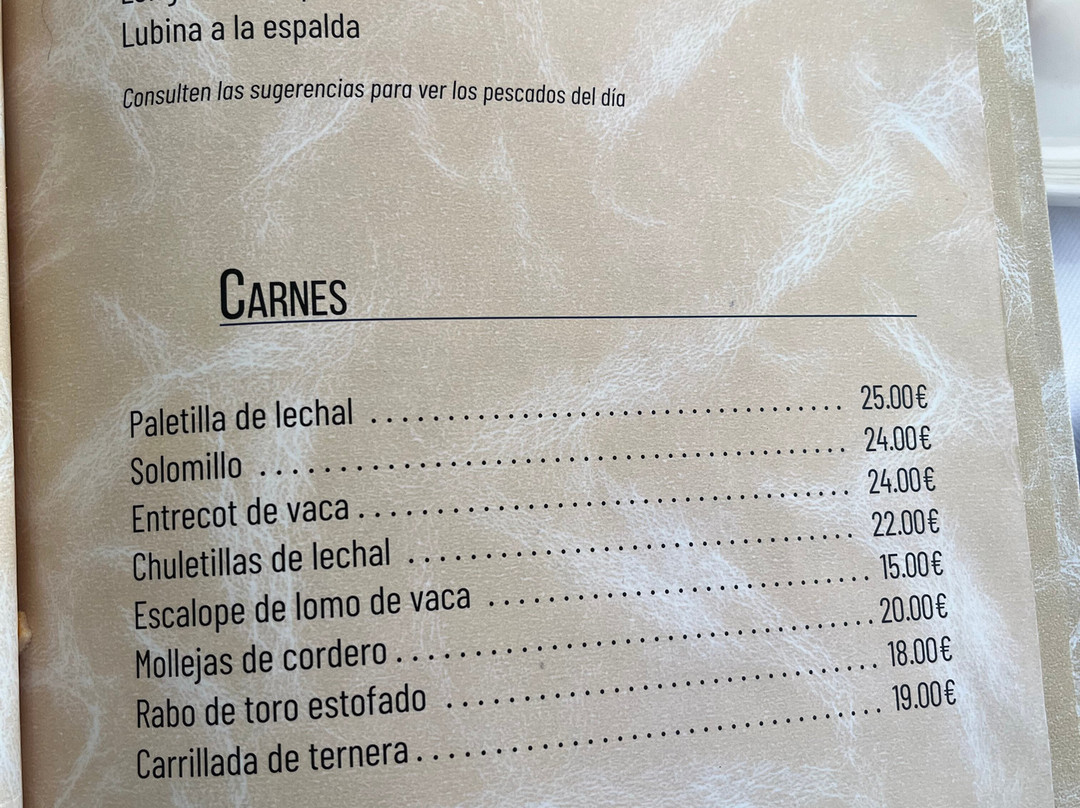 Lubina a la espalda
Consulten las sugerencias para ver los pescados del día
CARNES
Paletilla de lechal 25.00€
Solomillo 24.00€
Entrecot de vaca 24.00€
Chuletillas de lechal 22.00€
Escalope de lomo de vaca 15.00€
Mollejas de cordero 20.00€
Rabo de toro estofado 18.00€
Carrillada de ternera 19.00€